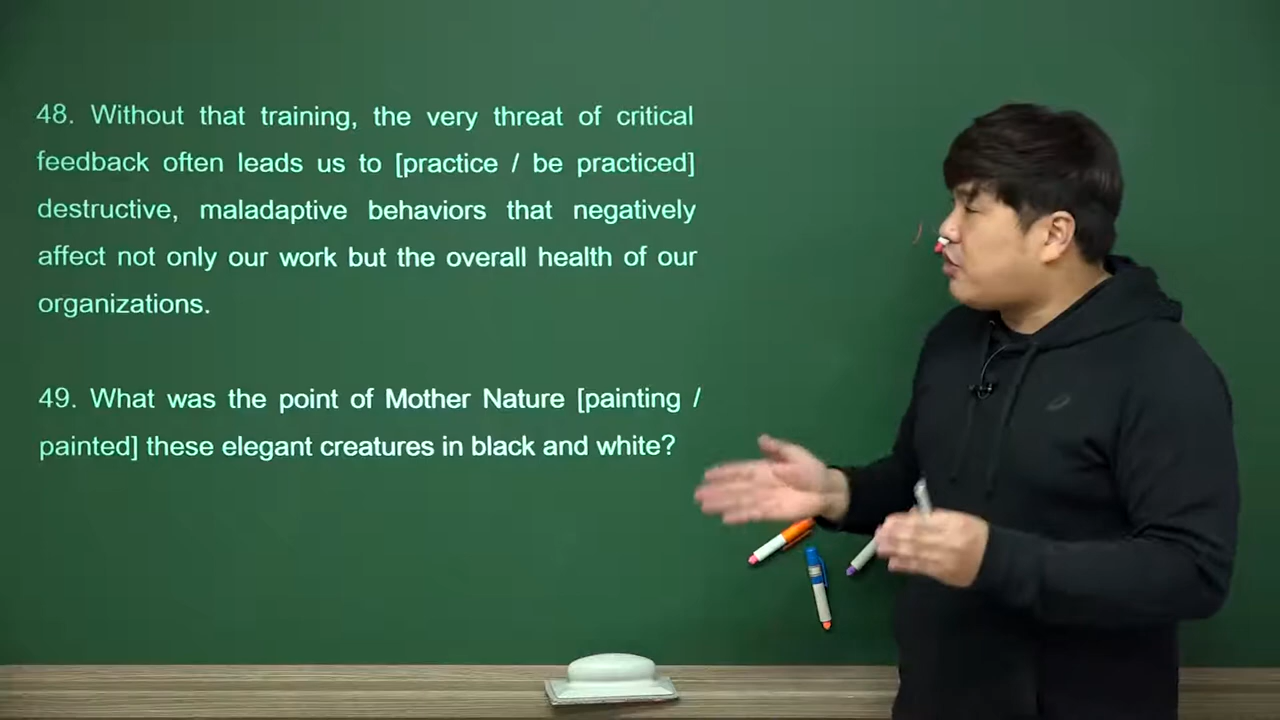 48. Without that training, the very threat of critical
feedback often leads us to [practice / be practiced]
destructive, maladaptive behaviors that negatively
affect not only our work but the overall health of our
organizations.
49. What was the point of Mother Nature [painting /
painted] these elegant creatures in black and white?